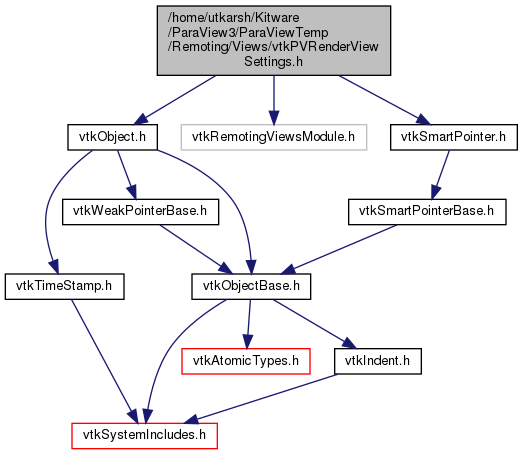 /home/utkarsh/Kitware
/ParaView3/ParaViewTemp
/Remoting/Views/vtkPVRenderView
Settings.h
vtkObject.h
vtkRemotingViewsModule.h
vtkSmartPointer.h
vtkWeakPointerBase.h
vtkSmartPointerBase.h
vtkTimeStamp.h
vtkObjectBase.h
vtkAtomicTypes.h
vtkIndent.h
vtkSystemIncludes.h